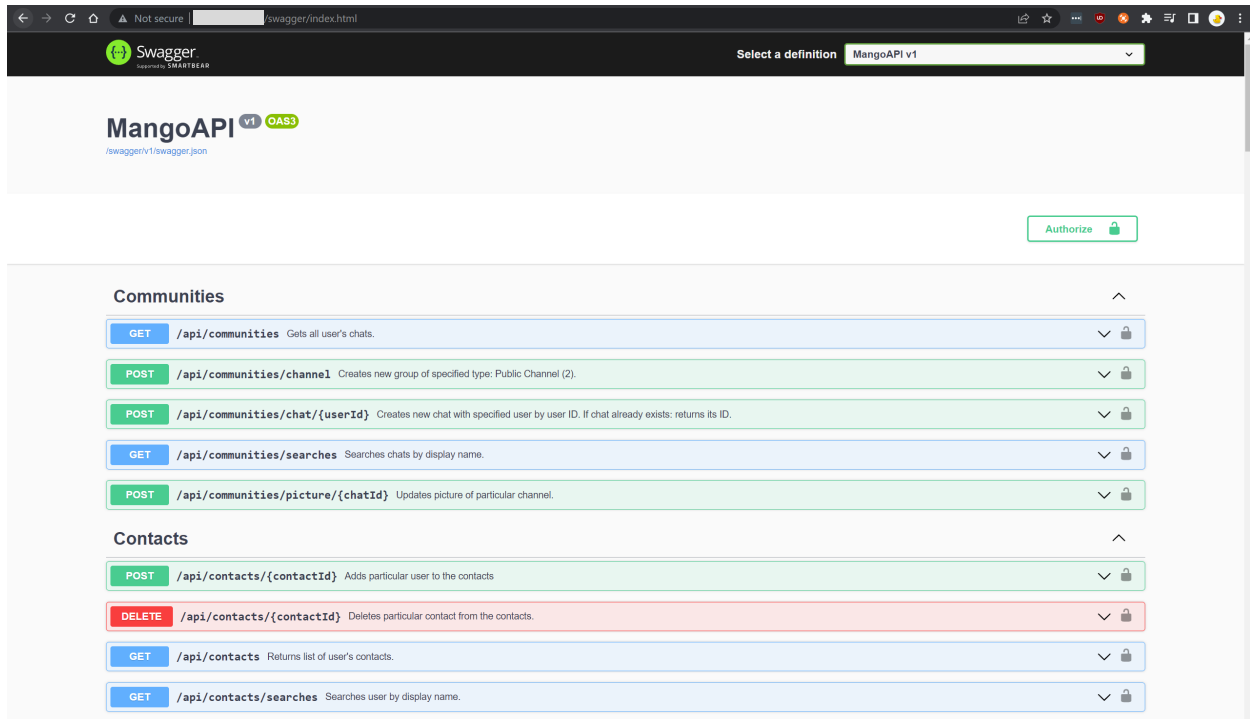 Not secure | /swagger/index.html
Swagger
Supported by SMARTBEAR
Select a definition MangoAPI v1
MangoAPI v1 OAS3
/swagger/v1/swagger.json
Authorize
Communities
GET /api/communities Gets all user's chats.
POST /api/communities/channel Creates new group of specified type: Public Channel (2).
POST /api/communities/chat/{userId} Creates new chat with specified user by user ID. If chat already exists: returns its ID.
GET /api/communities/searches Searches chats by display name.
POST /api/communities/picture/{chatId} Updates picture of particular channel.
Contacts
POST /api/contacts/{contactId} Adds particular user to the contacts
DELETE /api/contacts/{contactId} Deletes particular contact from the contacts.
GET /api/contacts Returns list of user's contacts.
GET /api/contacts/searches Searches user by display name.